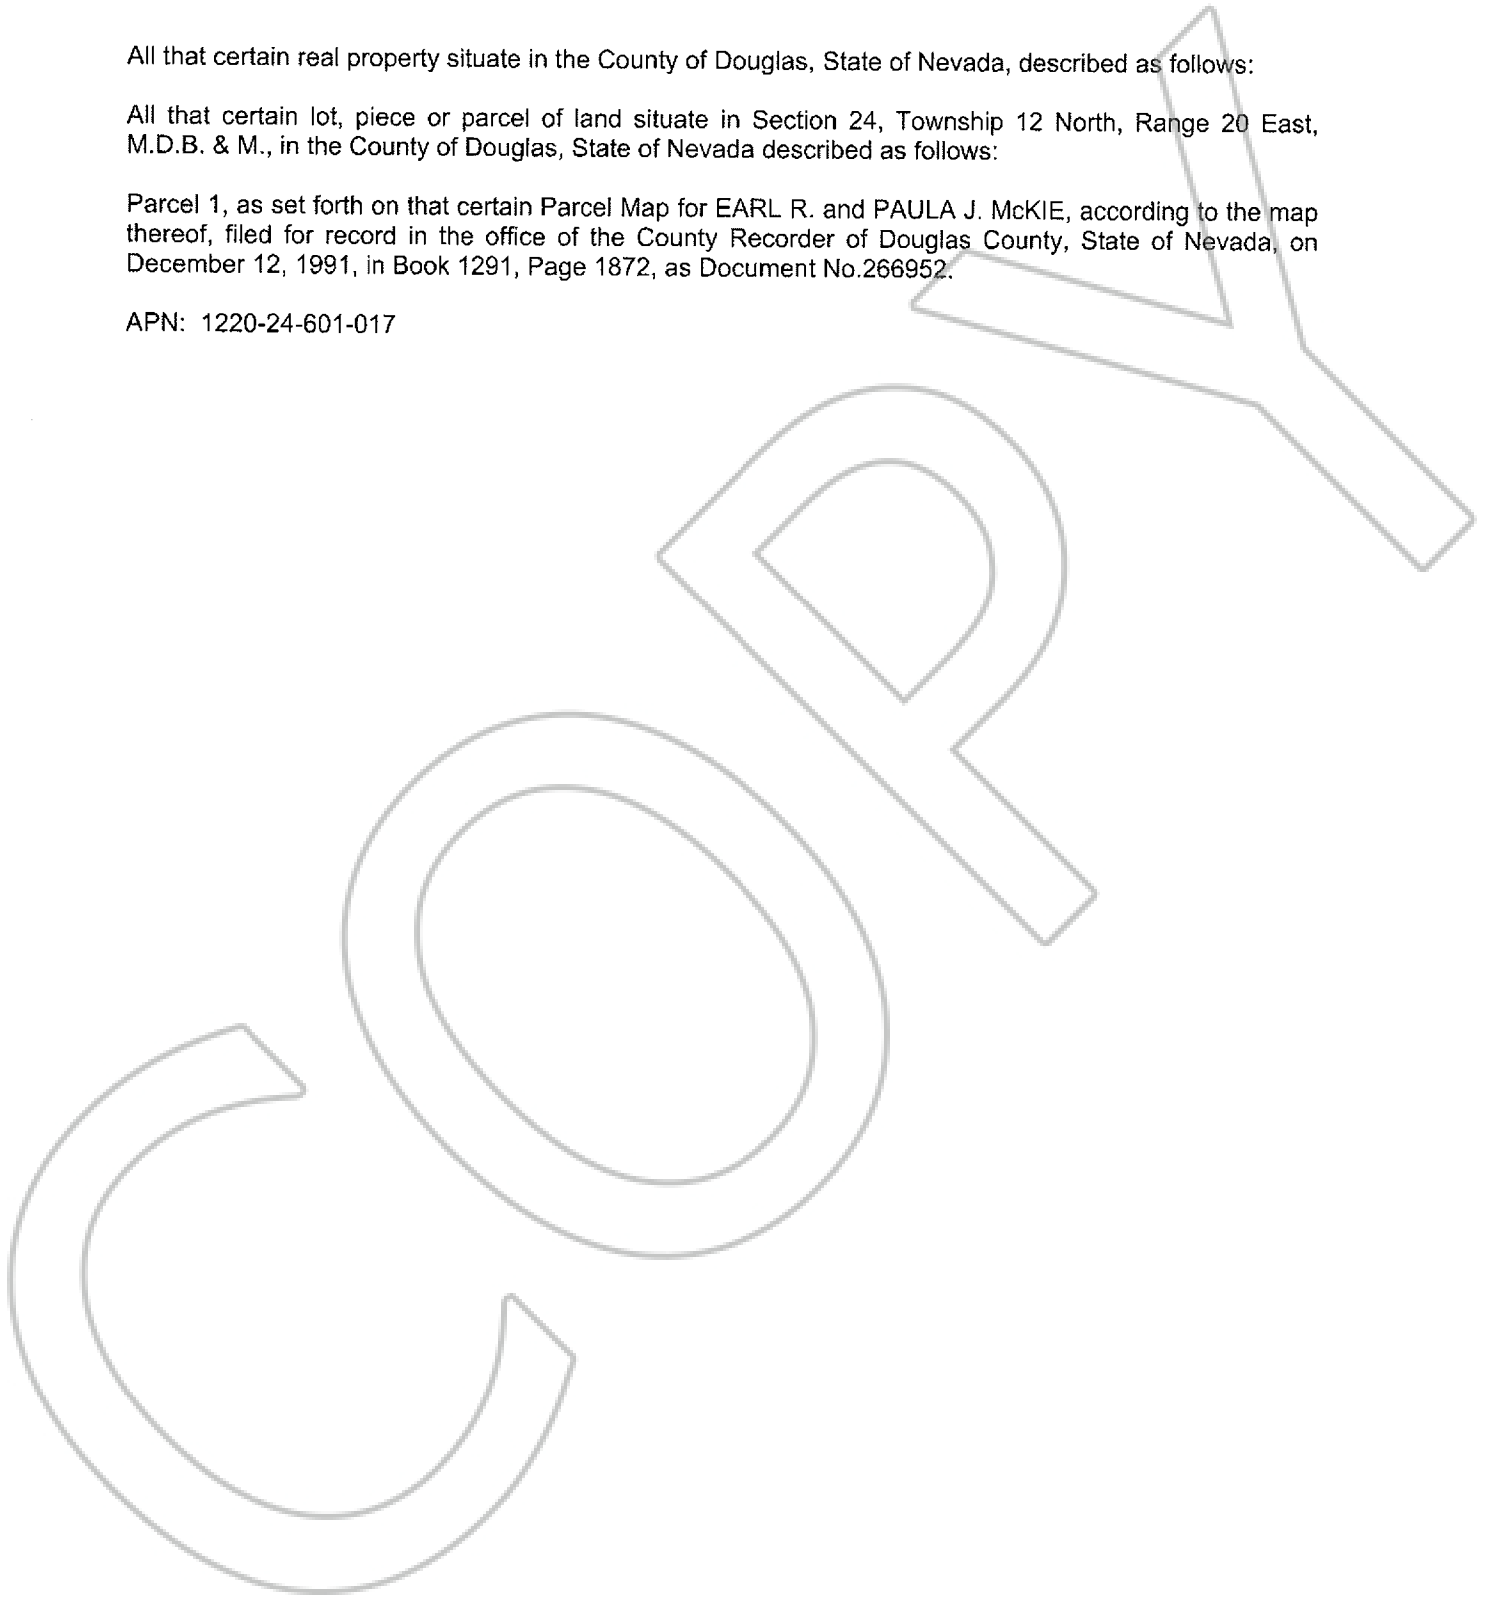 All that certain real property situate in the County of Douglas, State of Nevada, described as follows:
All that certain lot, piece or parcel of land situate in Section 24, Township 12 North, Range 20 East,
M.D.B. & M., in the County of Douglas, State of Nevada described as follows:
Parcel 1, as set forth on that certain Parcel Map for EARL R. and PAULA J. McKIE, according to the map
thereof, filed for record in the office of the County Recorder of Douglas County, State of Nevada, on
December 12, 1991, in Book 1291, Page 1872, as Document No.266952.
APN: 1220-24-601-017
COPY